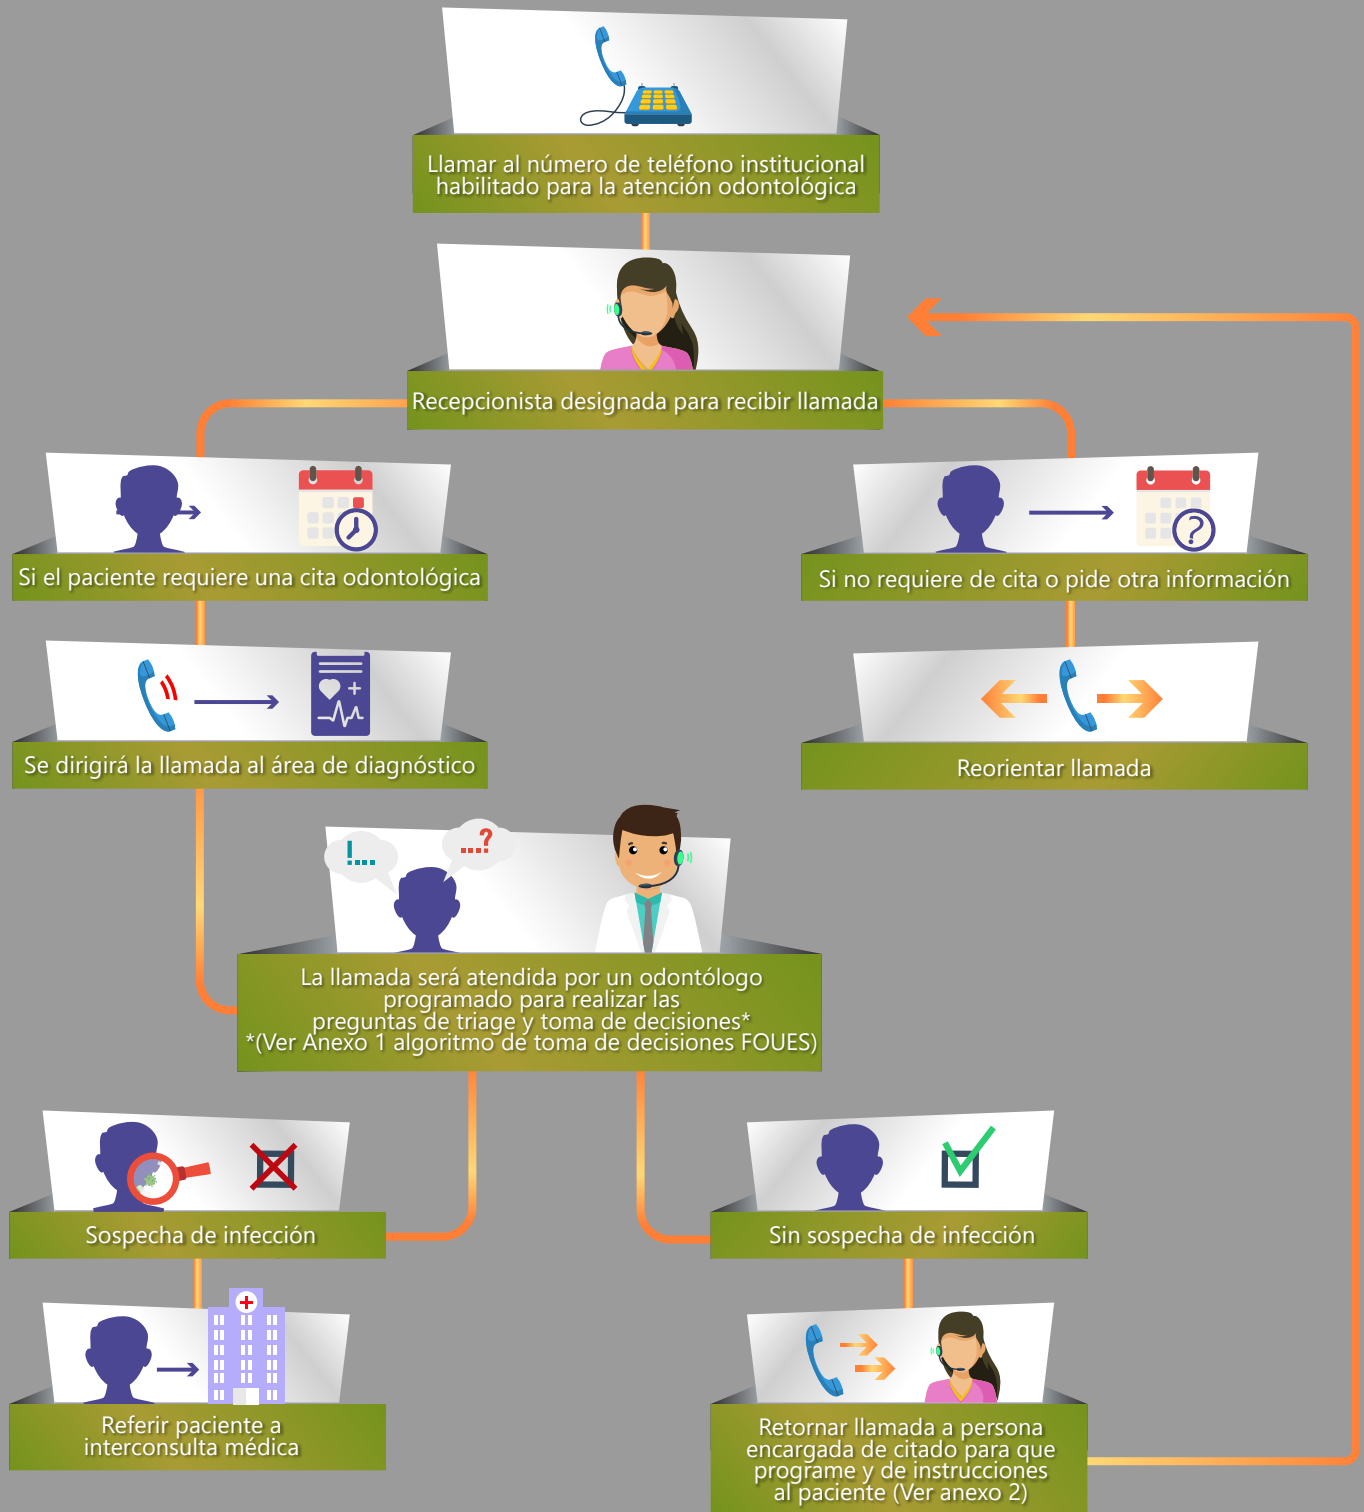 Llamar al número de teléfono institucional
habilitado para la atención odontológica
Recepcionista designada para recibir llamada
Si el paciente requiere una cita odontológica
Si no requiere de cita o pide otra información
?
Se dirigirá la llamada al área de diagnóstico
Reorientar llamada
!....
....?
La llamada será atendida por un odontólogo
programado para realizar las
preguntas de triage y toma de decisiones*
*(Ver Anexo 1 algoritmo de toma de decisiones FOUES)
Sospecha de infección
Sin sospecha de infección
Referir paciente a
interconsulta médica
Retornar llamada a persona
encargada de citado para que
programe y de instrucciones
al paciente (Ver anexo 2)